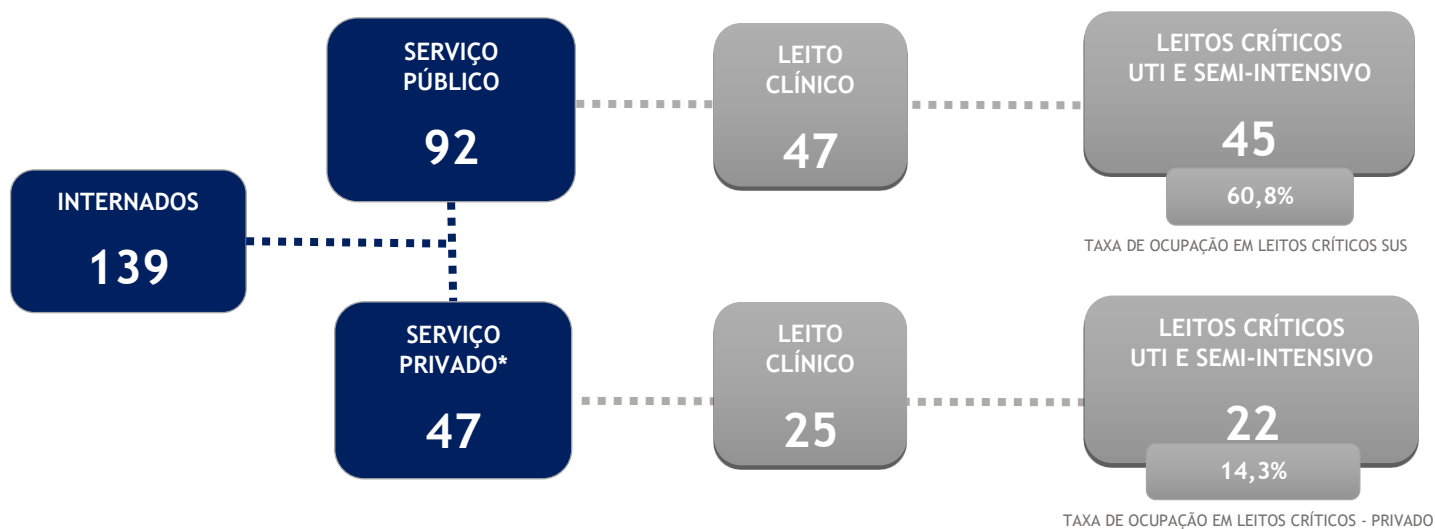 INTERNADOS
139
SERVIÇO
PÚBLICO
92
LEITO
CLÍNICO
47
LEITOS CRÍTICOS
UTI E SEMI-INTENSIVO
45
60,8%
TAXA DE OCUPAÇÃO EM LEITOS CRÍTICOS SUS
SERVIÇO
PRIVADO*
47
LEITO
CLÍNICO
25
LEITOS CRÍTICOS
UTI E SEMI-INTENSIVO
22
14,3%
TAXA DE OCUPAÇÃO EM LEITOS CRÍTICOS - PRIVADO